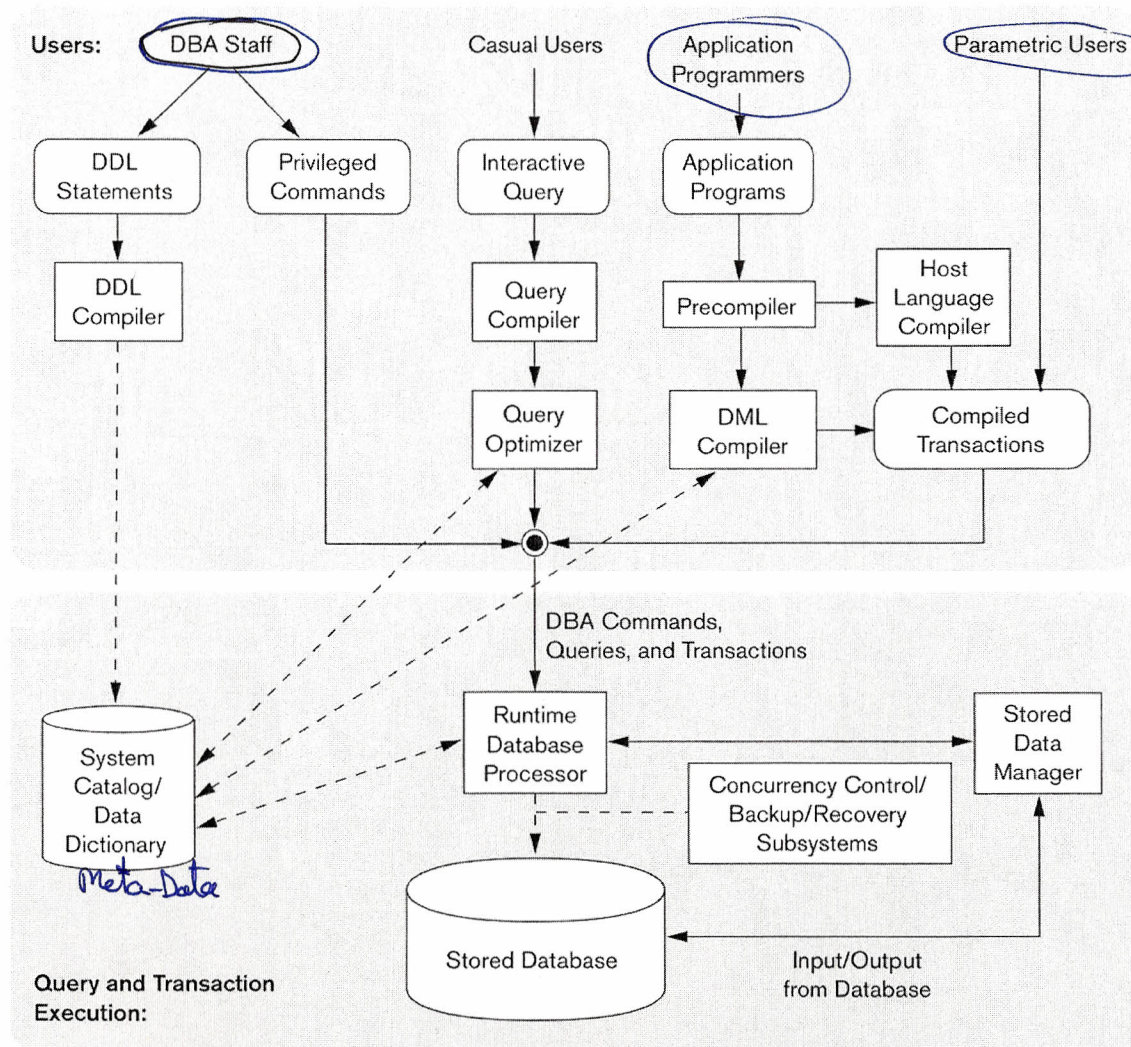 Users:
DBA Staff
Casual Users
Application
Programmers
Parametric Users
DDL
Statements
Privileged
Commands
Interactive
Query
Application
Programs
DDL
Compiler
Query
Compiler
Precompiler
Host
Language
Compiler
Query
Optimizer
DML
Compiler
Compiled
Transactions
DBA Commands,
Queries, and Transactions
System
Catalog/
Data
Dictionary
Meta-Data
Runtime
Database
Processor
Stored
Data
Manager
Concurrency Control/
Backup/Recovery
Subsystems
Stored Database
Input/Output
from Database
Query and Transaction
Execution: